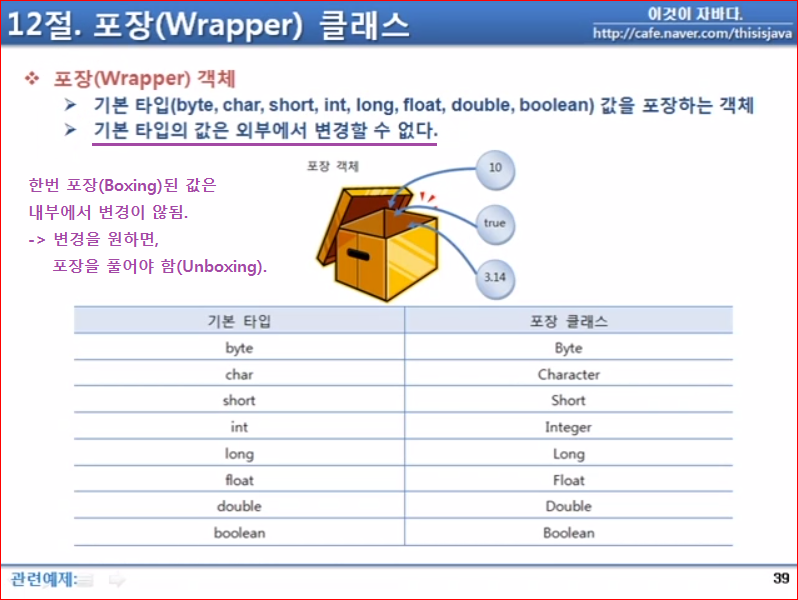 12절. 포장(Wrapper) 클래스
이것이 자바다.
http://cafe.naver.com/thisisjava
포장(Wrapper) 객체
기본 타입(byte, char, short, int, long, float, double, boolean) 값을 포장하는 객체
기본 타입의 값은 외부에서 변경할 수 없다.
한번 포장(Boxing)된 값은
내부에서 변경이 않됨.
-> 변경을 원하면,
포장을 풀어야 함(Unboxing).
포장 객체
10
true
3.14
기본 타입 포장 클래스
byte Byte
char Character
short Short
int Integer
long Long
float Float
double Double
boolean Boolean
관련예제:
39